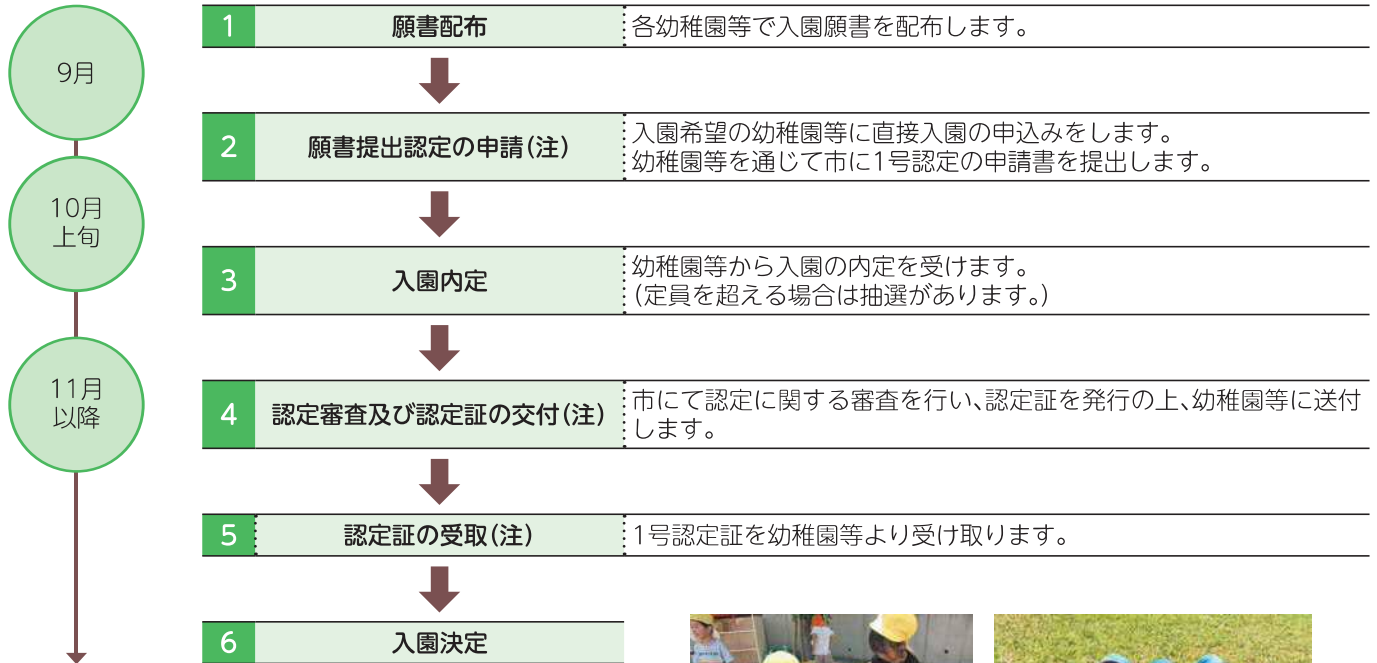 9月
10月
上旬
11月
以降
1 願書配布 各幼稚園等で入園願書を配布します。
2 願書提出認定の申請(注) 入園希望の幼稚園等に直接入園の申込みをします。
幼稚園等を通じて市に1号認定の申請書を提出します。
3 入園内定 幼稚園等から入園の内定を受けます。
(定員を超える場合は抽選があります。)
4 認定審査及び認定証の交付(注) 市にて認定に関する審査を行い、認定証を発行の上、幼稚園等に送付
します。
5 認定証の受取(注) 1号認定証を幼稚園等より受け取ります。
6 入園決定